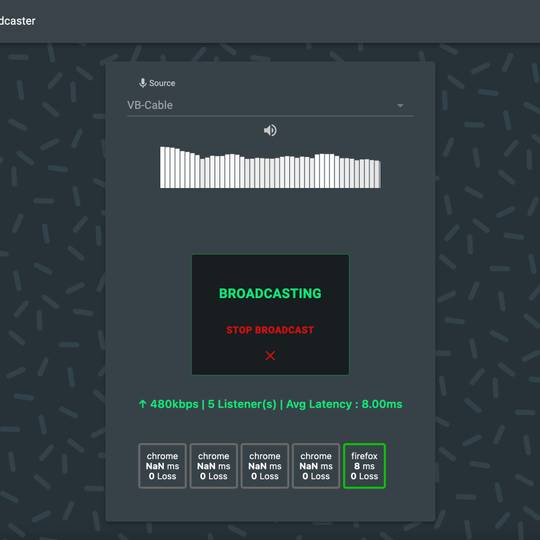 dcaster
Source
VB-Cable
BROADCASTING
STOP BROADCAST
↑ 480kbps | 5 Listener(s) | Avg Latency : 8.00ms
chrome chrome chrome chrome firefox
NaN ms NaN ms NaN ms NaN ms 8 ms
0 Loss 0 Loss 0 Loss 0 Loss 0 Loss